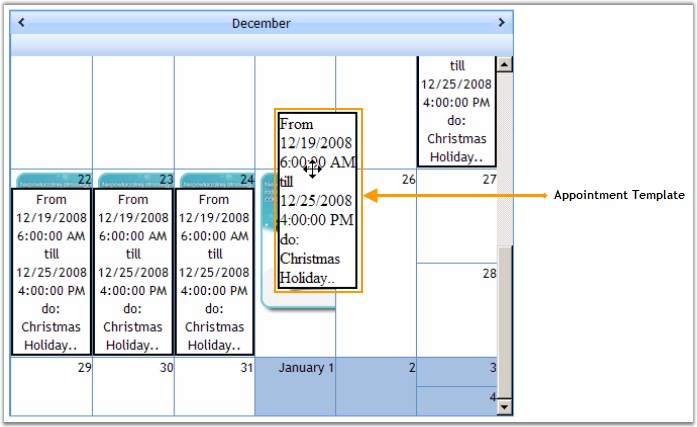 December
till
12/25/2008
4:00:00 PM
do:
Christmas
Holiday..
22
From
12/19/2008
6:00:00 AM
till
12/25/2008
4:00:00 PM
do:
Christmas
Holiday..
23
From
12/19/2008
6:00:00 AM
till
12/25/2008
4:00:00 PM
do:
Christmas
Holiday..
24
From
12/19/2008
6:00:00 AM
till
12/25/2008
4:00:00 PM
do:
Christmas
Holiday..
From
12/19/2008
6:00:00 AM
till
12/25/2008
4:00:00 PM
do:
Christmas
Holiday..
26
27
Appointment Template
28
29
30
31
January 1
2
3
4